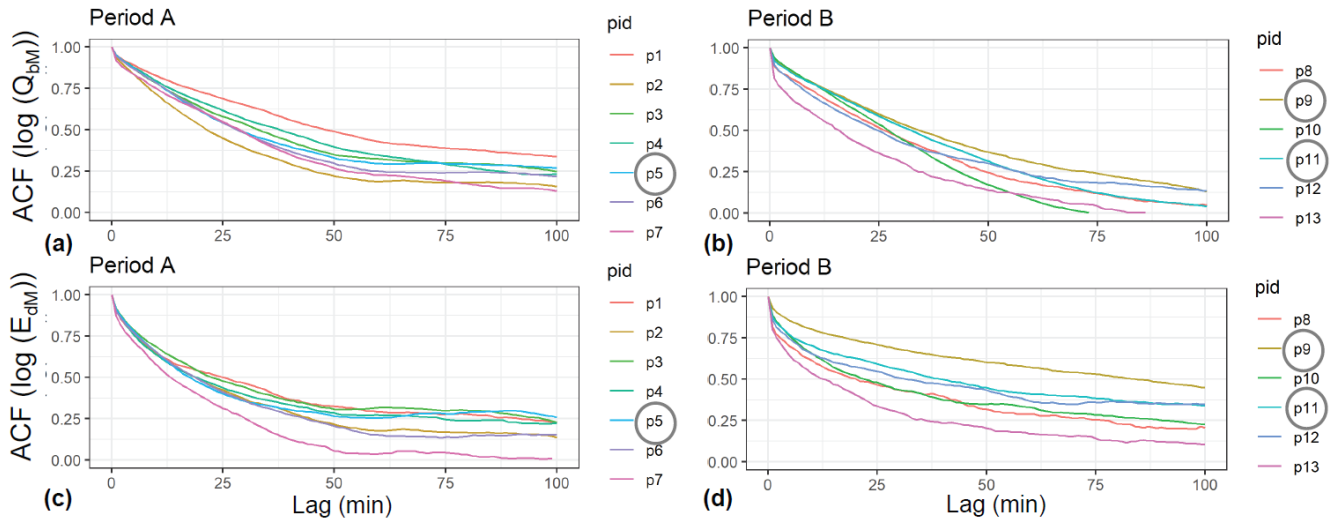 Period A
ACF (log (QbM))
1.00
0.75
0.50
0.25
0.00
0
25
50
75
100
(a)
pid
p1
p2
p3
p4
p5
p6
p7
Period B
1.00
0.75
0.50
0.25
0.00
0
25
50
75
100
(b)
pid
p8
p9
p10
p11
p12
p13
Period A
ACF (log (EdM))
1.00
0.75
0.50
0.25
0.00
0
25
50
75
100
(c)
Lag (min)
pid
p1
p2
p3
p4
p5
p6
p7
Period B
1.00
0.75
0.50
0.25
0.00
0
25
50
75
100
(d)
Lag (min)
pid
p8
p9
p10
p11
p12
p13